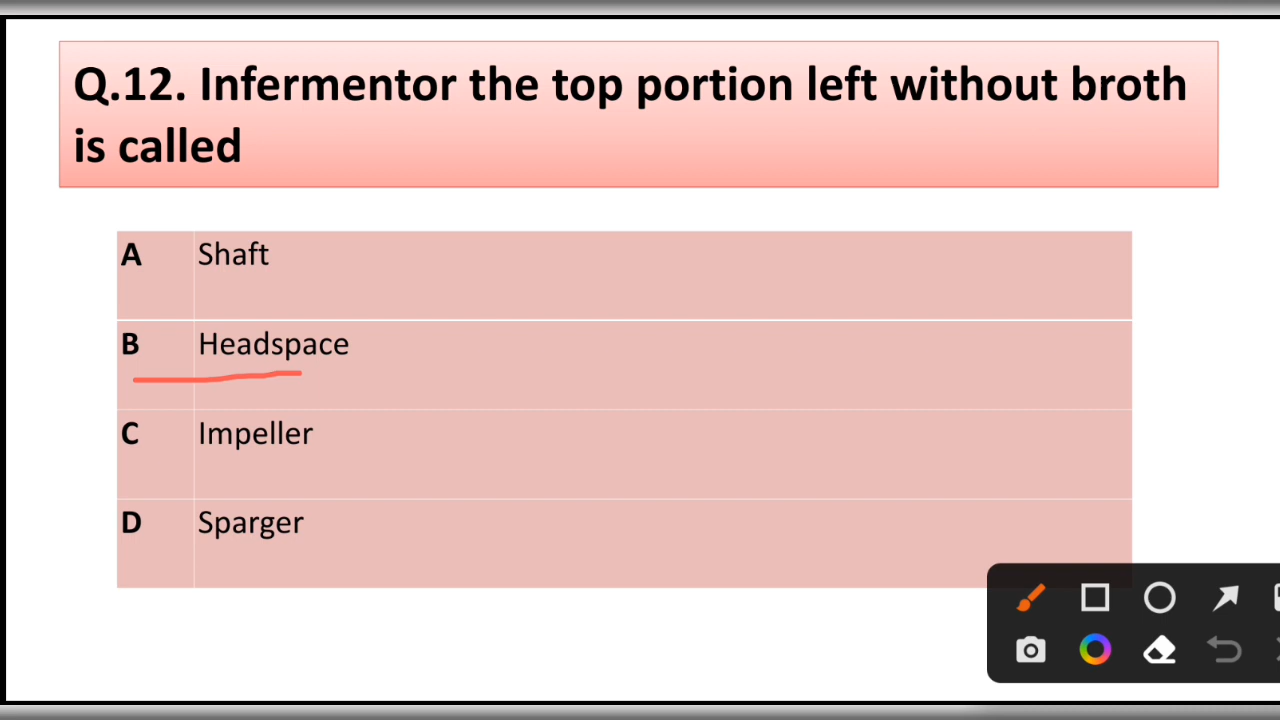 Q.12. Infermentor the top portion left without broth
is called
A Shaft
B Headspace
C Impeller
D Sparger